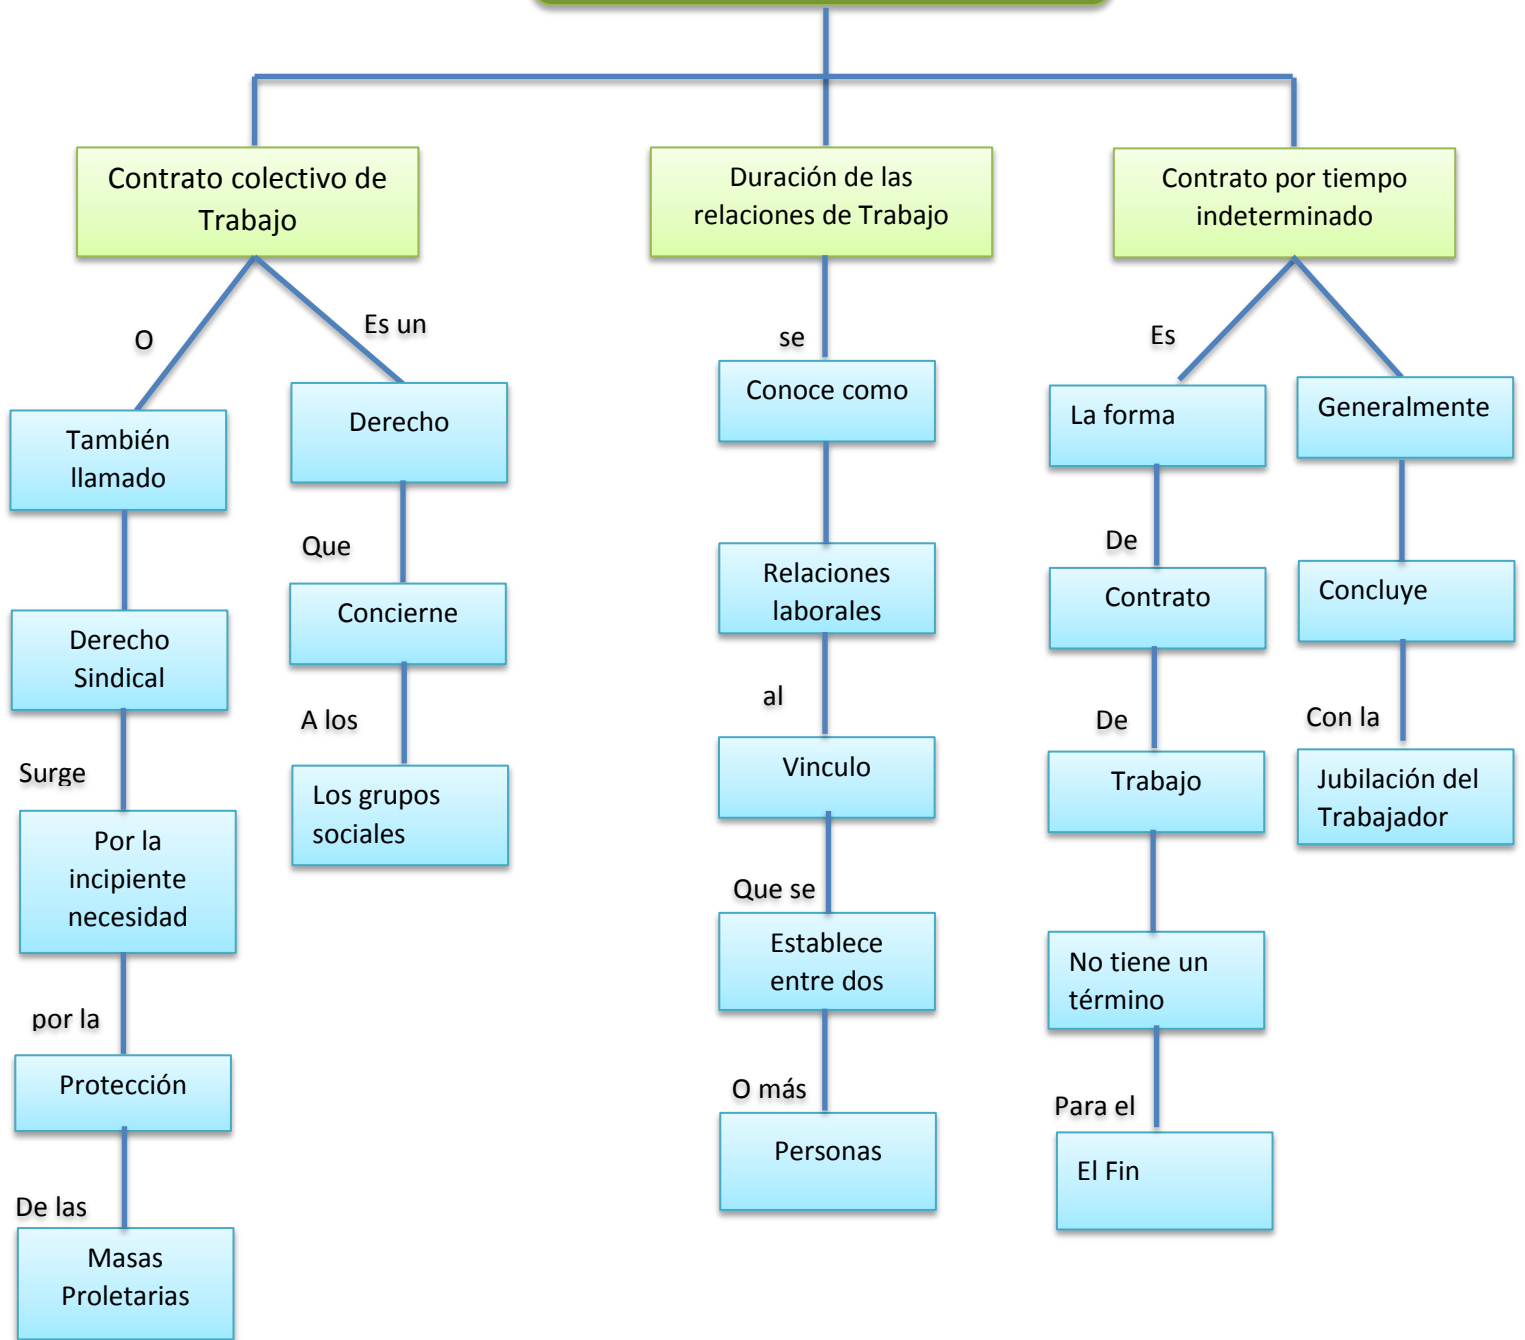 Contrato colectivo de
Trabajo
O
También
llamado
Derecho
Sindical
Surge
Por la
incipiente
necesidad
por la
Protección
De las
Masas
Proletarias
Es un
Derecho
Que
Concierne
A los
Los grupos
sociales
Duración de las
relaciones de Trabajo
se
Conoce como
Relaciones
laborales
al
Vinculo
Que se
Establece
entre dos
O más
Personas
Contrato por tiempo
indeterminado
Es
La forma
De
Contrato
De
Trabajo
No tiene un
término
Para el
El Fin
Generalmente
Concluye
Con la
Jubilación del
Trabajador